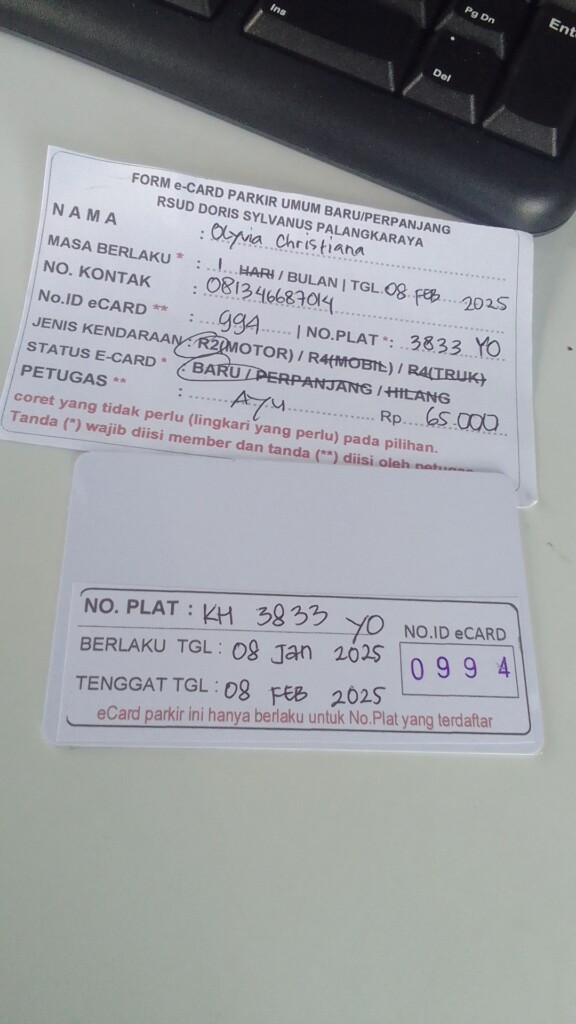 Ins
Pg Dn
Del
FORM e-CARD PARKIR UMUM BARU/PERPANJANG
RSUD DORIS SYLVANUS PALANGKARAYA
NAMA : Olyvia Christiana
MASA BERLAKU * : 1 HARI / BULAN | TGL. 08 FEB 2025
NO. KONTAK : 081346687014
No.ID eCARD ** : 994 | NO.PLAT *: 3833 YO
JENIS KENDARAAN : R2(MOTOR) / R4(MOBIL) / R4(TRUK)
STATUS E-CARD * : BARU / PERPANJANG / HILANG
PETUGAS ** : AYU Rp 65.000
coret yang tidak perlu (lingkari yang perlu) pada pilihan.
Tanda (*) wajib diisi member dan tanda (**) diisi oleh petugas
NO. PLAT : KH 3833 YO
BERLAKU TGL : 08 Jan 2025
TENGGAT TGL : 08 FEB 2025
NO.ID eCARD
0994
eCard parkir ini hanya berlaku untuk No.Plat yang terdaftar